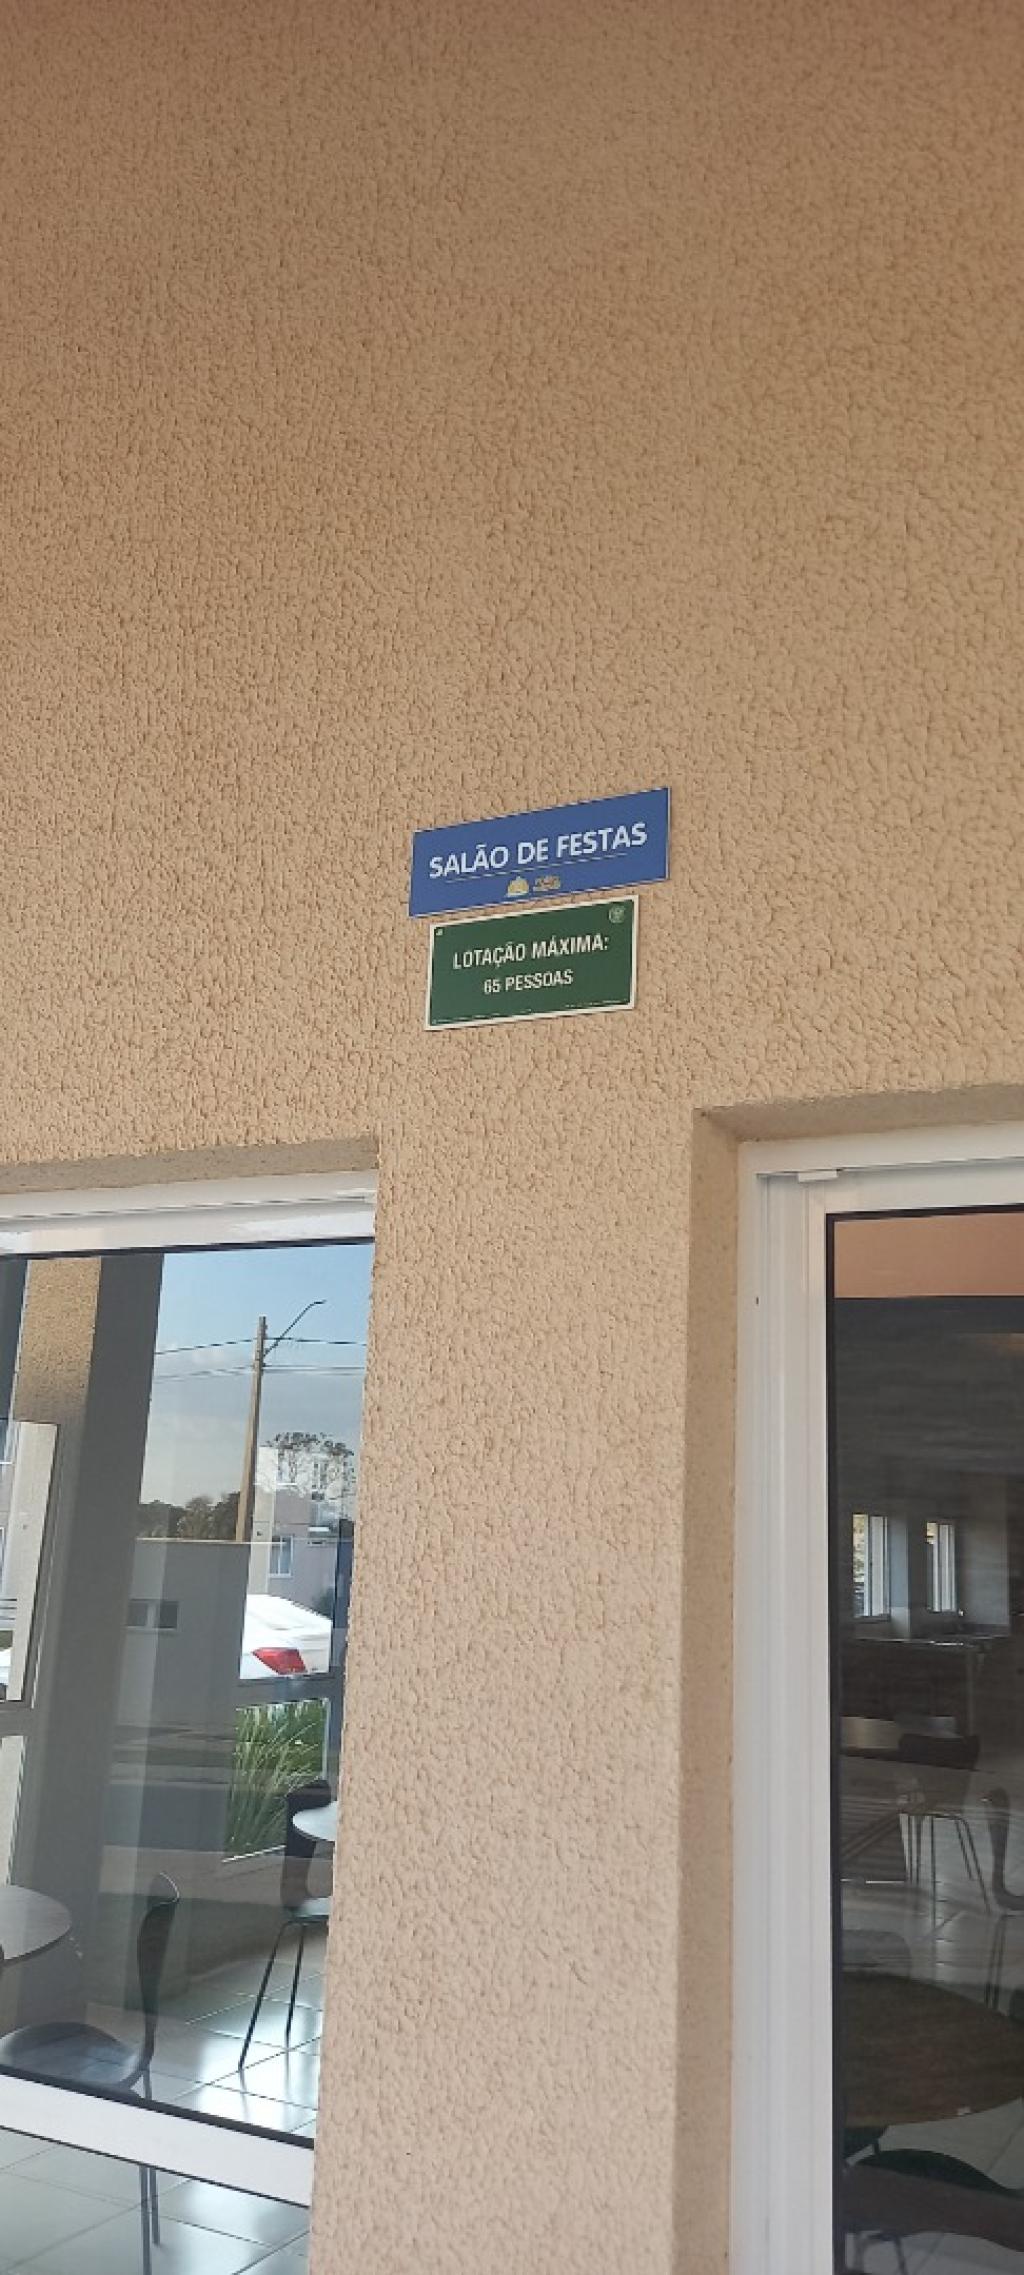 SALÃO DE FESTAS
LOTAÇÃO MÁXIMA:
65 PESSOAS